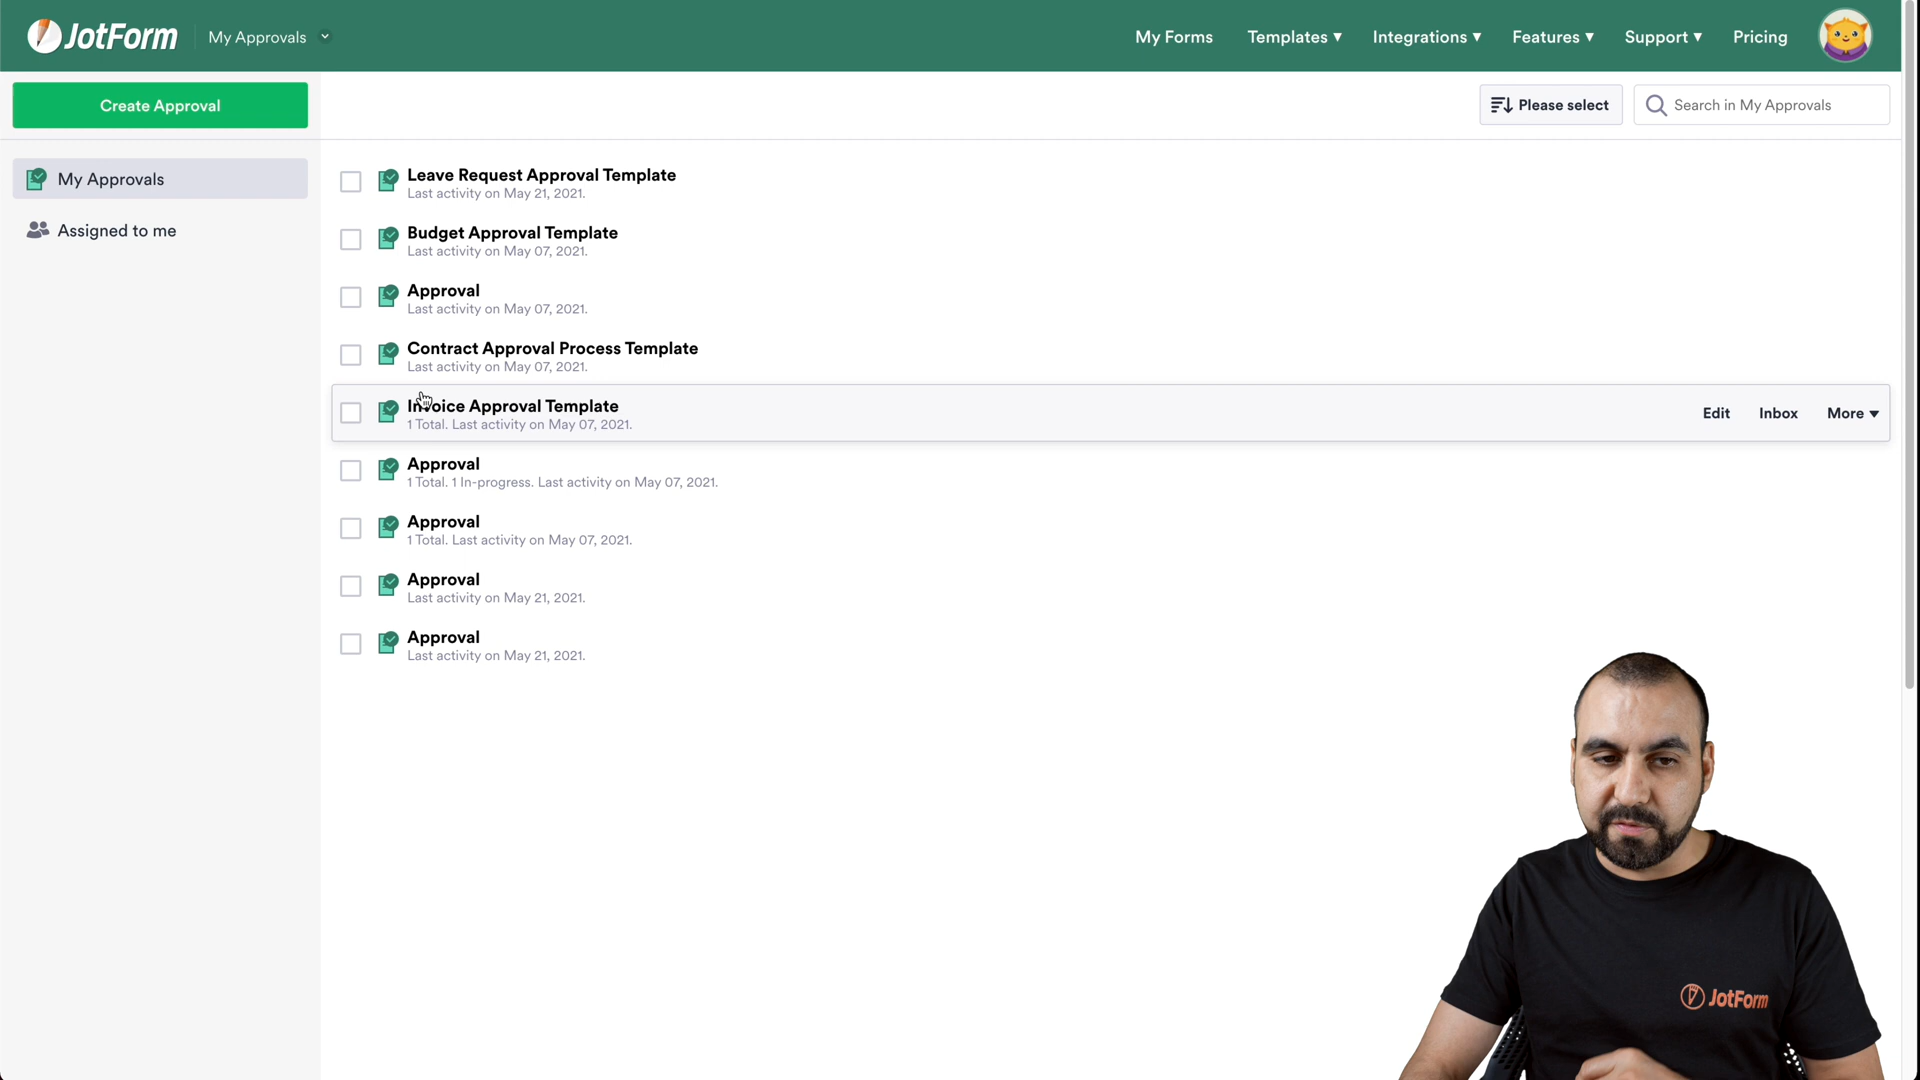 JotForm
My Approvals
My Forms
Templates ▾
Integrations ▾
Features ▾
Support ▾
Pricing
Create Approval
Please select
Search in My Approvals
My Approvals
Assigned to me
Leave Request Approval Template
Last activity on May 21, 2021.
Budget Approval Template
Last activity on May 07, 2021.
Approval
Last activity on May 07, 2021.
Contract Approval Process Template
Last activity on May 07, 2021.
Invoice Approval Template
1 Total. Last activity on May 07, 2021.
Edit
Inbox
More ▾
Approval
1 Total. 1 In-progress. Last activity on May 07, 2021.
Approval
1 Total. Last activity on May 07, 2021.
Approval
Last activity on May 21, 2021.
Approval
Last activity on May 21, 2021.
JotForm